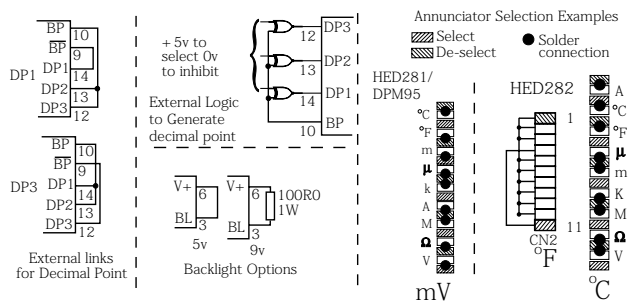 BP
10
BP
9
DP1
14
DP2
13
DP3
12
DP1
BP
10
BP
9
DP1
14
DP2
13
DP3
12
DP3
External links
for Decimal Point
+ 5v to
select 0v
to inhibit
External Logic
to Generate
decimal point
DP3
12
DP2
13
DP1
14
BP
10
V+
6
BL
3
5v
V+
6
BL
3
9v
100R0
1W
Backlight Options
Annunciator Selection Examples
Select
De-select
Solder
connection
HED281/
DPM95
°C
°F
m
µ
k
A
M
Ω
V
mV
HED282
1
11
CN2
°F
A
°C
°F
µ
m
K
M
Ω
V
°C